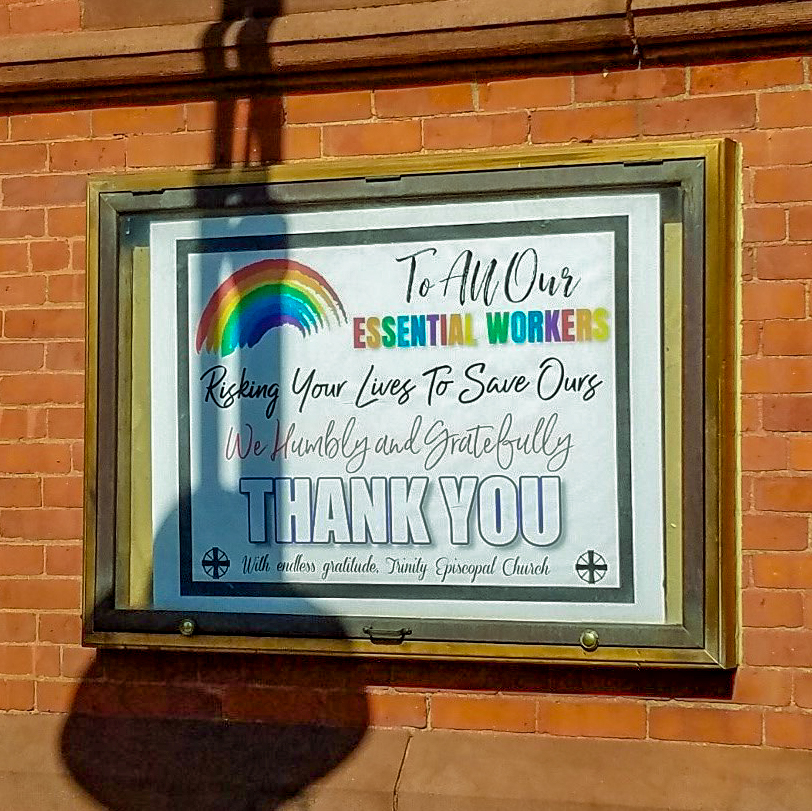 To All Our
ESSENTIAL WORKERS
Risking Your Lives To Save Ours
We Humbly and Gratefully
THANK YOU
With endless gratitude, Trinity Episcopal Church